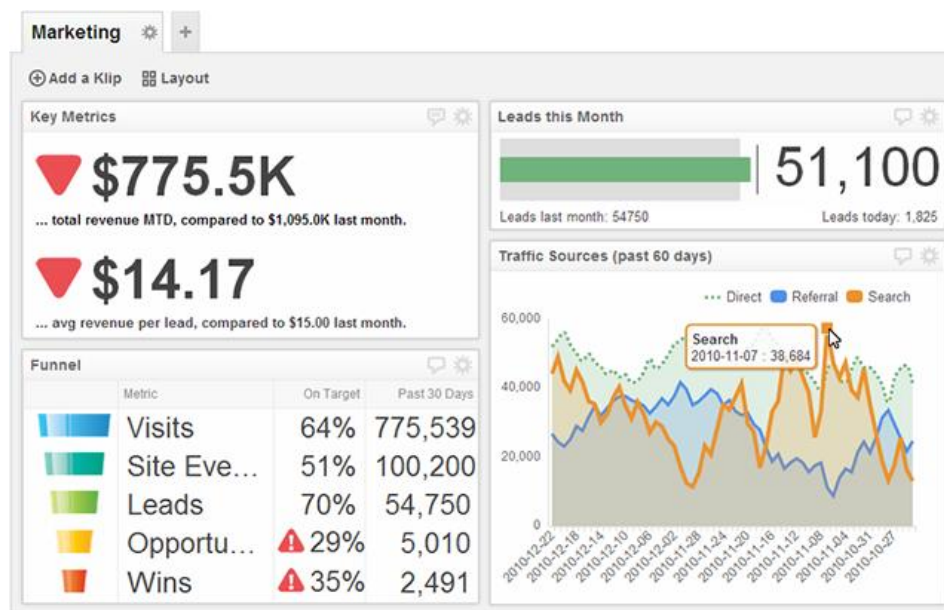 Marketing +
Add a Klip Layout
Key Metrics
$775.5K
... total revenue MTD, compared to $1,095.0K last month.
$14.17
... avg revenue per lead, compared to $15.00 last month.
Funnel
Metric On Target Past 30 Days
Visits 64% 775,539
Site Eve... 51% 100,200
Leads 70% 54,750
Opportu... 29% 5,010
Wins 35% 2,491
Leads this Month
51,100
Leads last month: 54750 Leads today: 1,825
Traffic Sources (past 60 days)
Direct Referral Search
60,000
40,000
20,000
0
Search
2010-11-07 : 38,684
2010-12-22
2010-12-18
2010-12-14
2010-12-10
2010-12-06
2010-12-02
2010-11-28
2010-11-24
2010-11-20
2010-11-16
2010-11-12
2010-11-08
2010-11-04
2010-10-31
2010-10-27